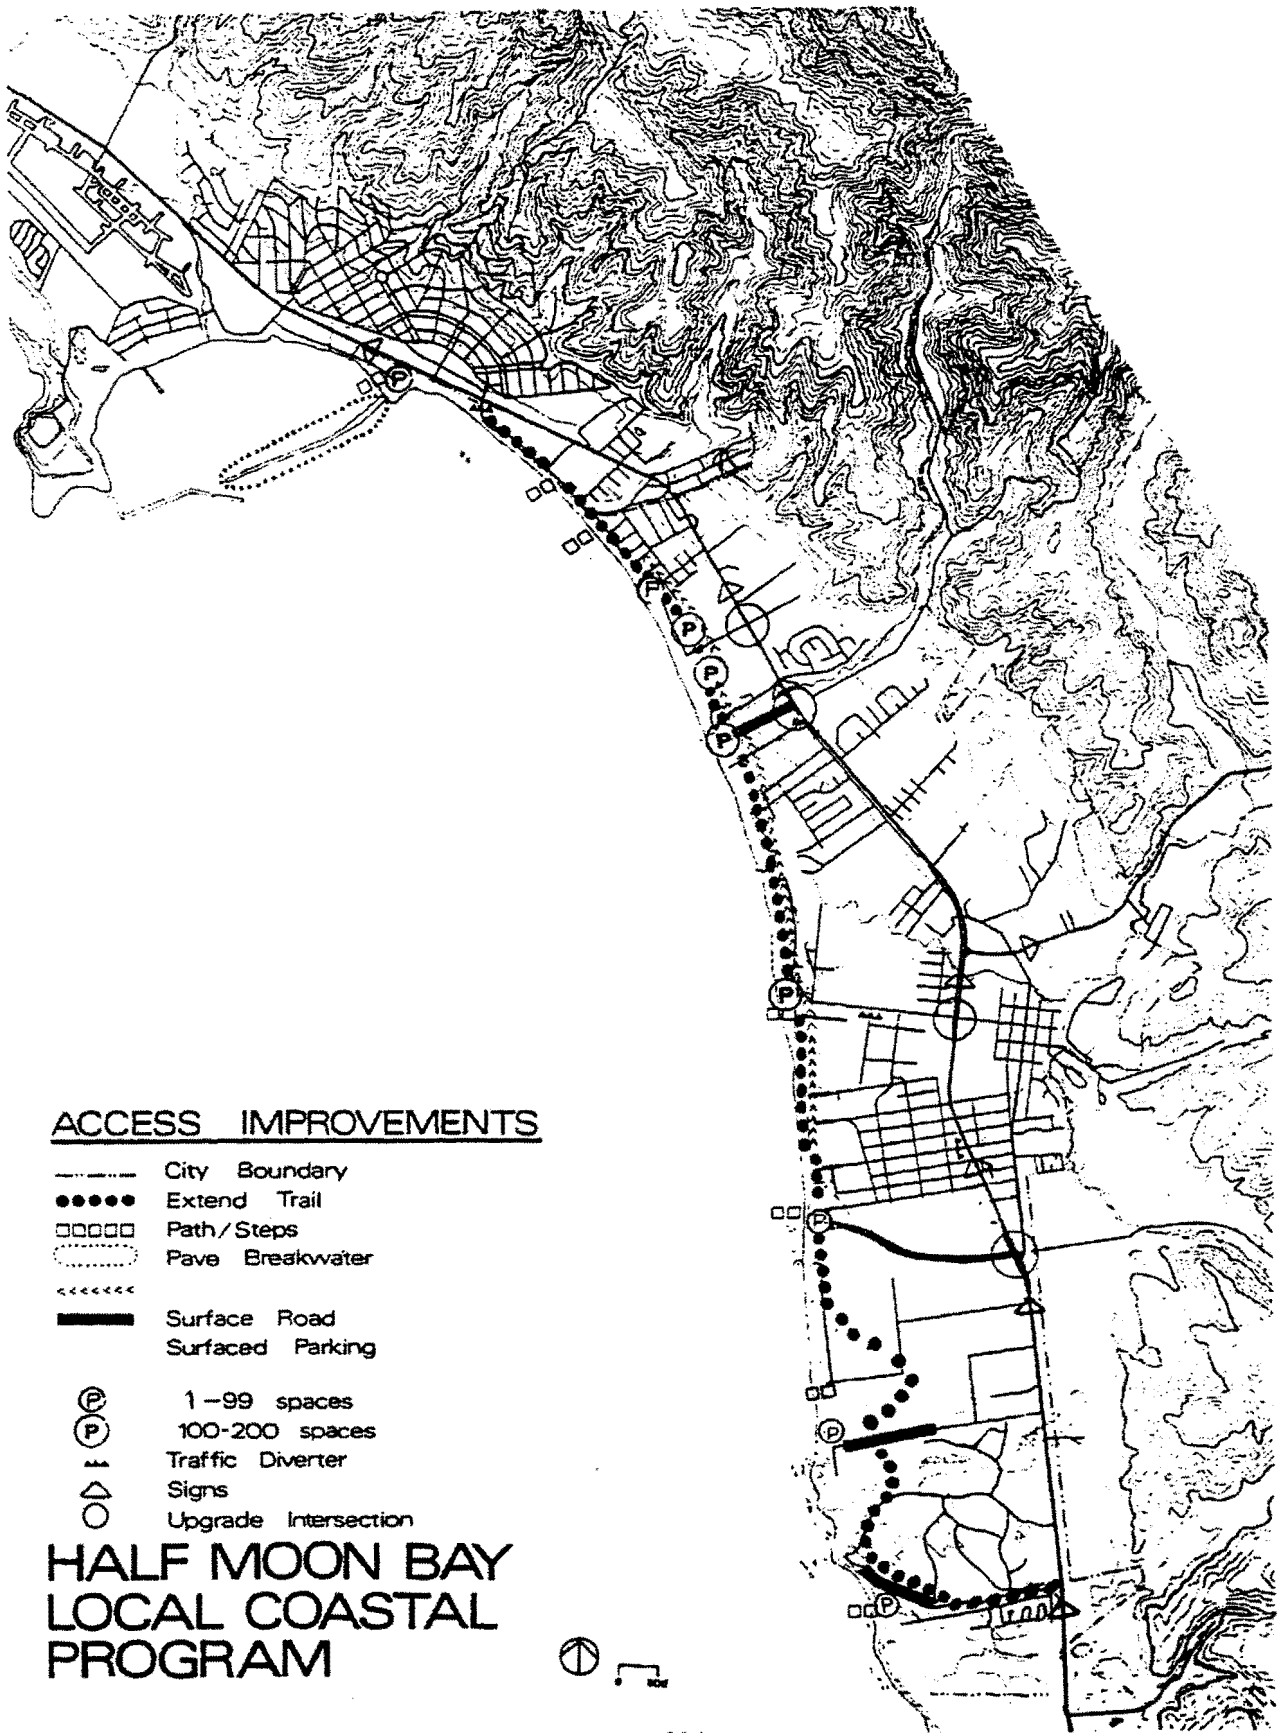 ACCESS IMPROVEMENTS
City Boundary
Extend Trail
Path/Steps
Pave Breakwater
Surface Road
Surfaced Parking
P 1-99 spaces
P 100-200 spaces
Traffic Diverter
Signs
Upgrade Intersection
HALF MOON BAY
LOCAL COASTAL
PROGRAM
P
P
P
P
P
P
P
P
P